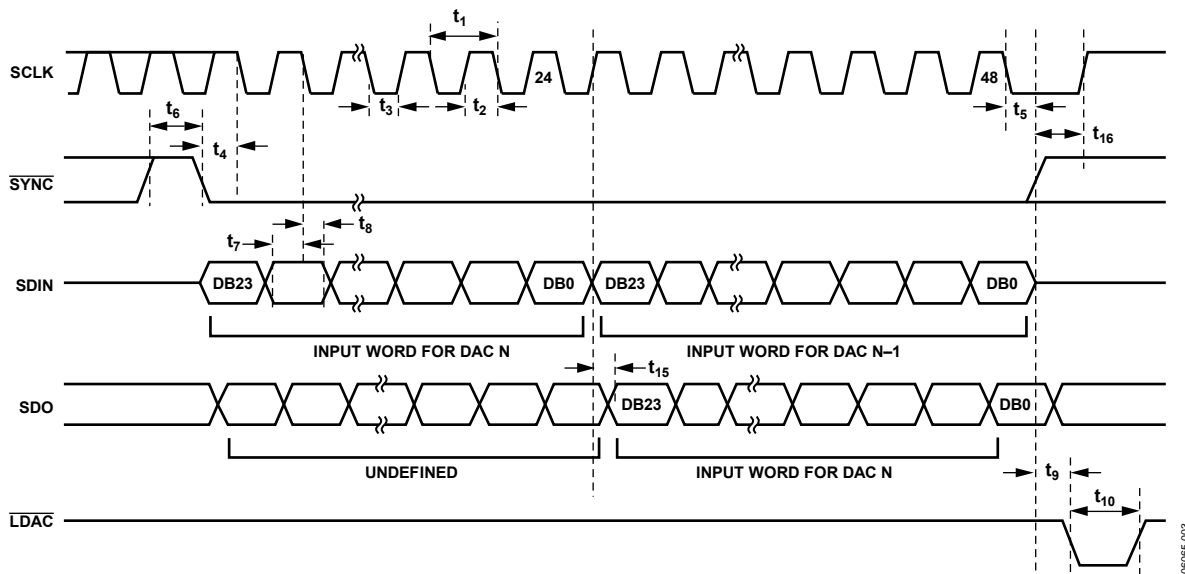 t1
SCLK
24
48
t3
t2
t5
t6
t4
t16
SYNC
t8
t7
SDIN
DB23
DB0
DB23
DB0
INPUT WORD FOR DAC N
INPUT WORD FOR DAC N–1
t15
SDO
DB23
DB0
UNDEFINED
INPUT WORD FOR DAC N
t9
t10
LDAC
06065-003